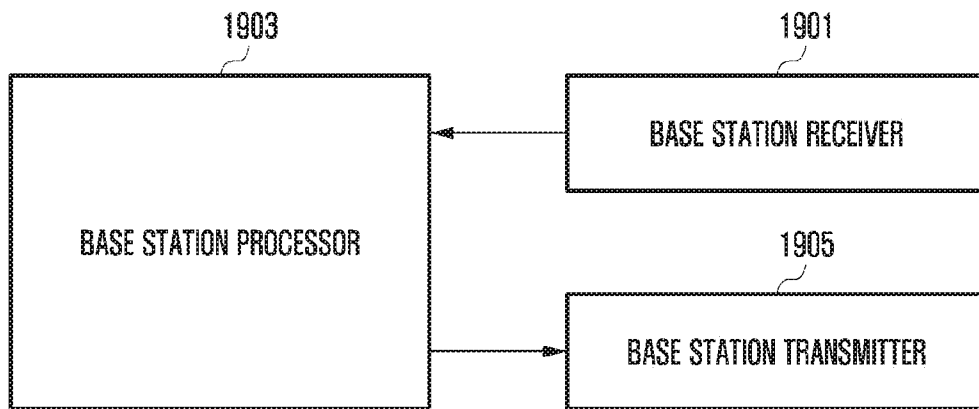 1903
1901
BASE STATION PROCESSOR
BASE STATION RECEIVER
1905
BASE STATION TRANSMITTER